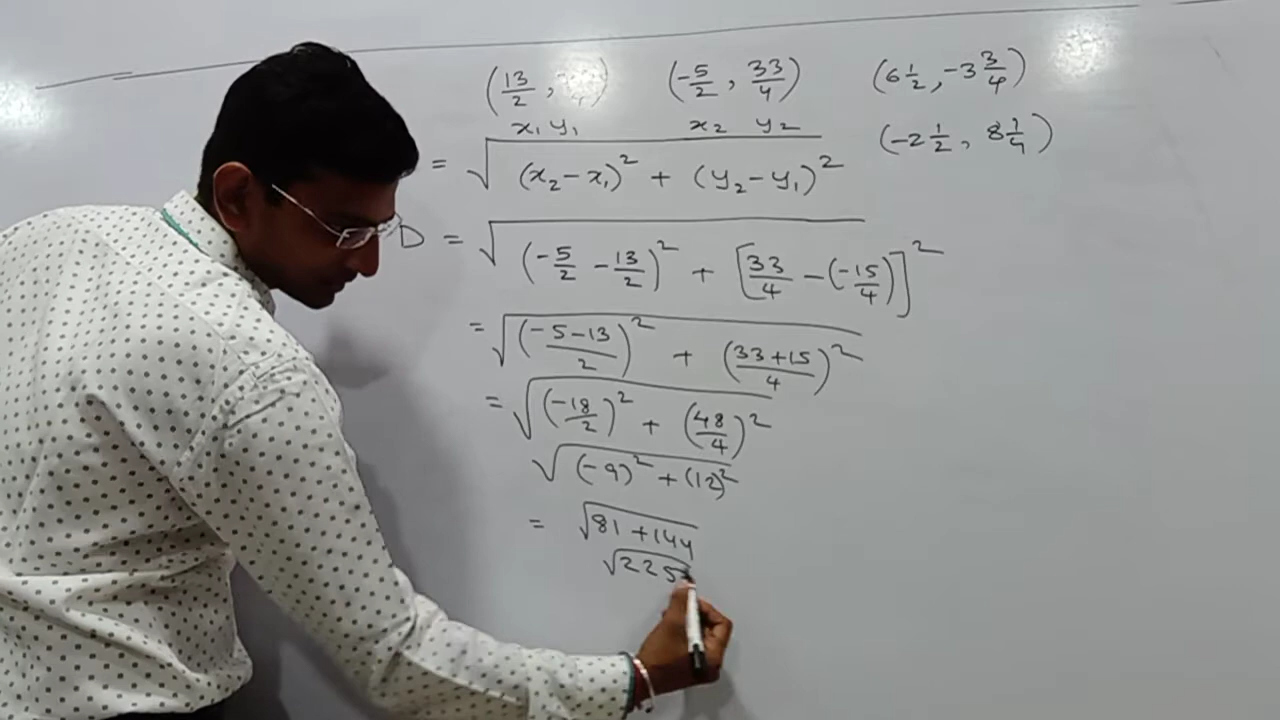 (13/2 , ) (-5/2 , 33/4) (6 1/2, -3 3/4)
x₁ y₁ x₂ y₂ (-2 1/2, 8 1/4)
= √((x₂ - x₁)² + (y₂ - y₁)²)
D = √((-5/2 - 13/2)² + [33/4 - (-15/4)]²)
= √(((-5-13)/2)² + ((33+15)/4)²)
= √((-18/2)² + (48/4)²)
√((-9)² + (12)²)
= √(81 + 144)
√225